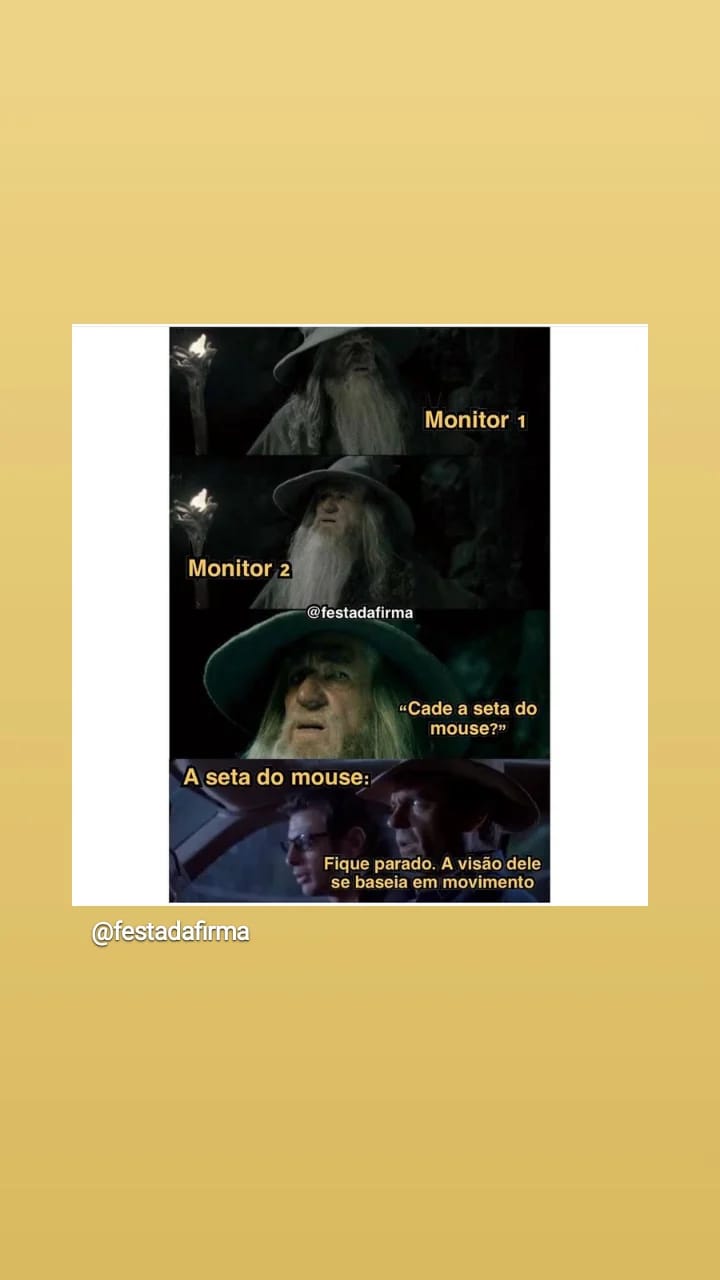 Monitor 1
Monitor 2
@festadafirma
“Cade a seta do
mouse?”
A seta do mouse:
Fique parado. A visão dele
se baseia em movimento
@festadafirma